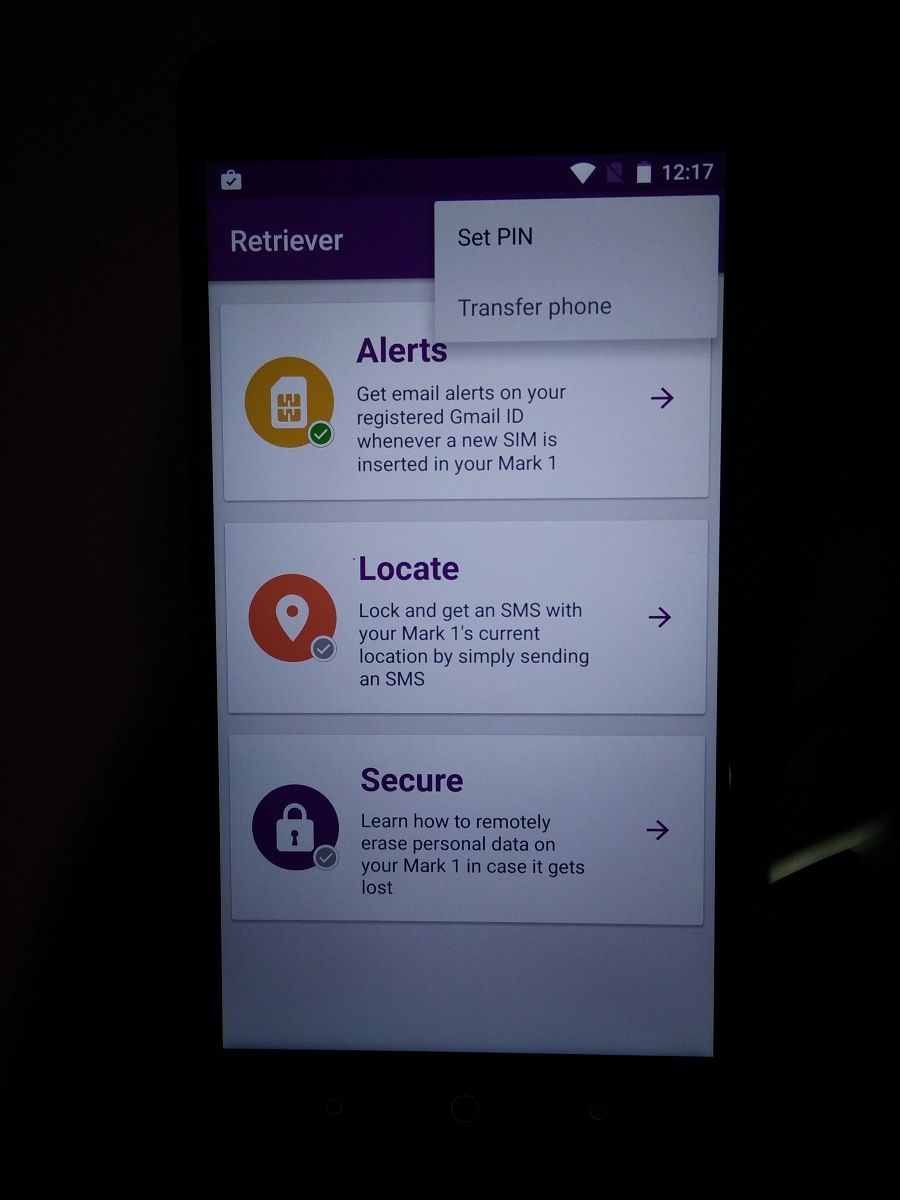 12:17
Retriever
Set PIN
Transfer phone
Alerts
Get email alerts on your
registered Gmail ID
whenever a new SIM is
inserted in your Mark 1
Locate
Lock and get an SMS with
your Mark 1's current
location by simply sending
an SMS
Secure
Learn how to remotely
erase personal data on
your Mark 1 in case it gets
lost